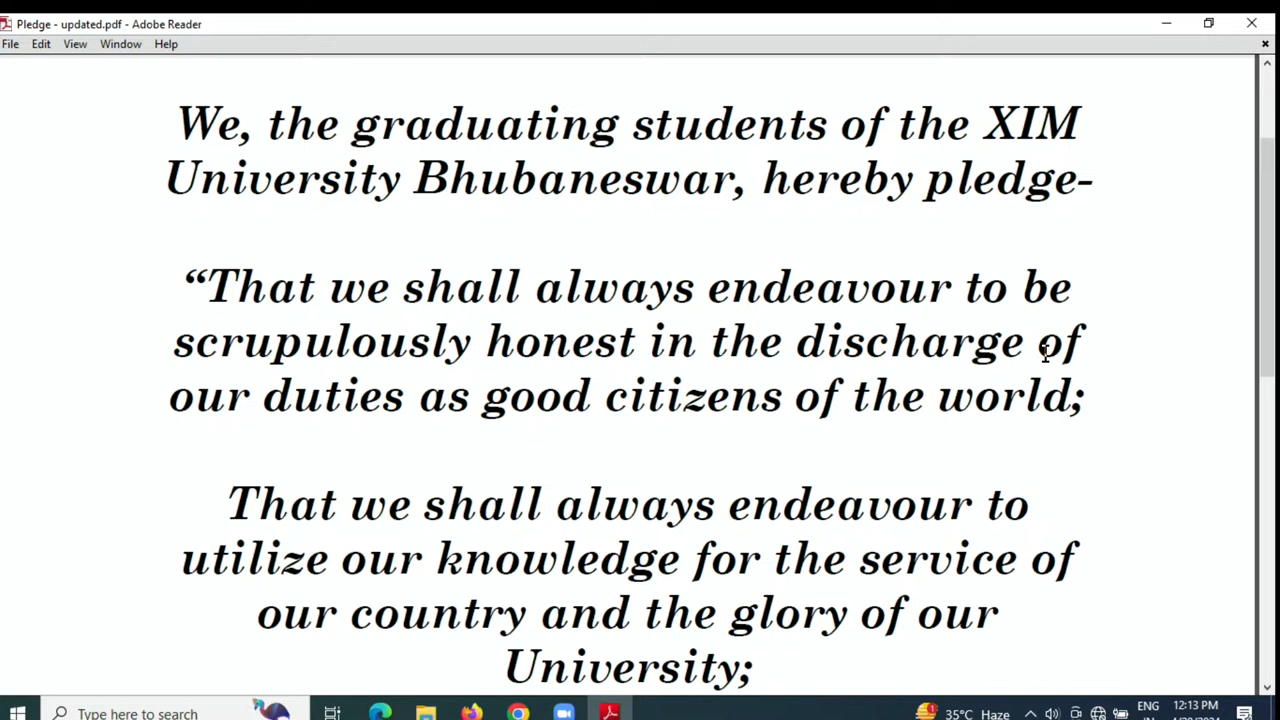 Pledge - updated.pdf - Adobe Reader
File Edit View Window Help
We, the graduating students of the XIM
University Bhubaneswar, hereby pledge-
“That we shall always endeavour to be
scrupulously honest in the discharge of
our duties as good citizens of the world;
That we shall always endeavour to
utilize our knowledge for the service of
our country and the glory of our
University;
Type here to search
1
35°C Haze
ENG
12:13 PM